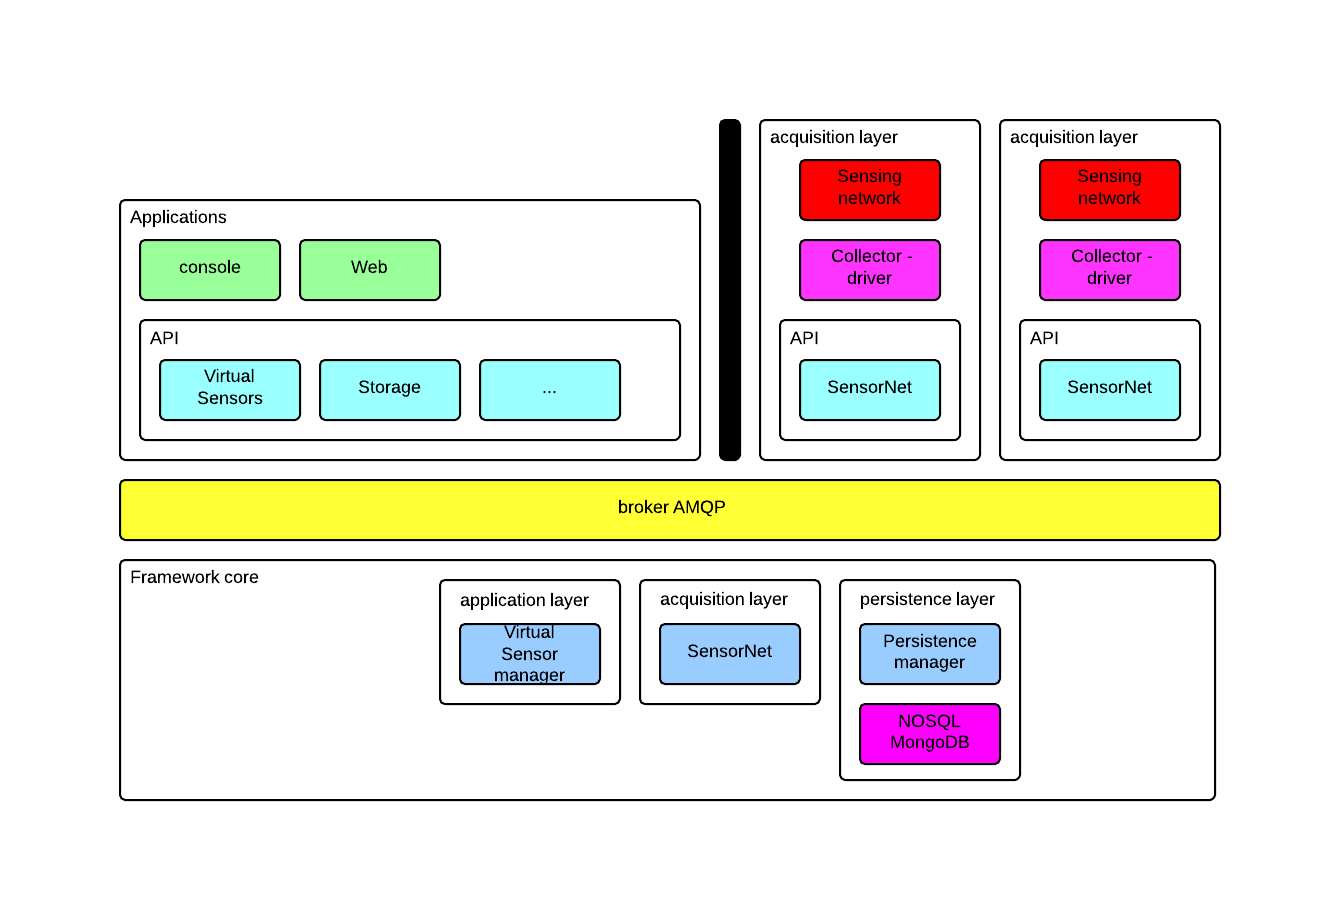 acquisition layer
Sensing
network
Collector -
driver
API
SensorNet
acquisition layer
Sensing
network
Collector -
driver
API
SensorNet
Applications
console
Web
API
Virtual
Sensors
Storage
...
broker AMQP
Framework core
application layer
Virtual
Sensor
manager
acquisition layer
SensorNet
persistence layer
Persistence
manager
NOSQL
MongoDB